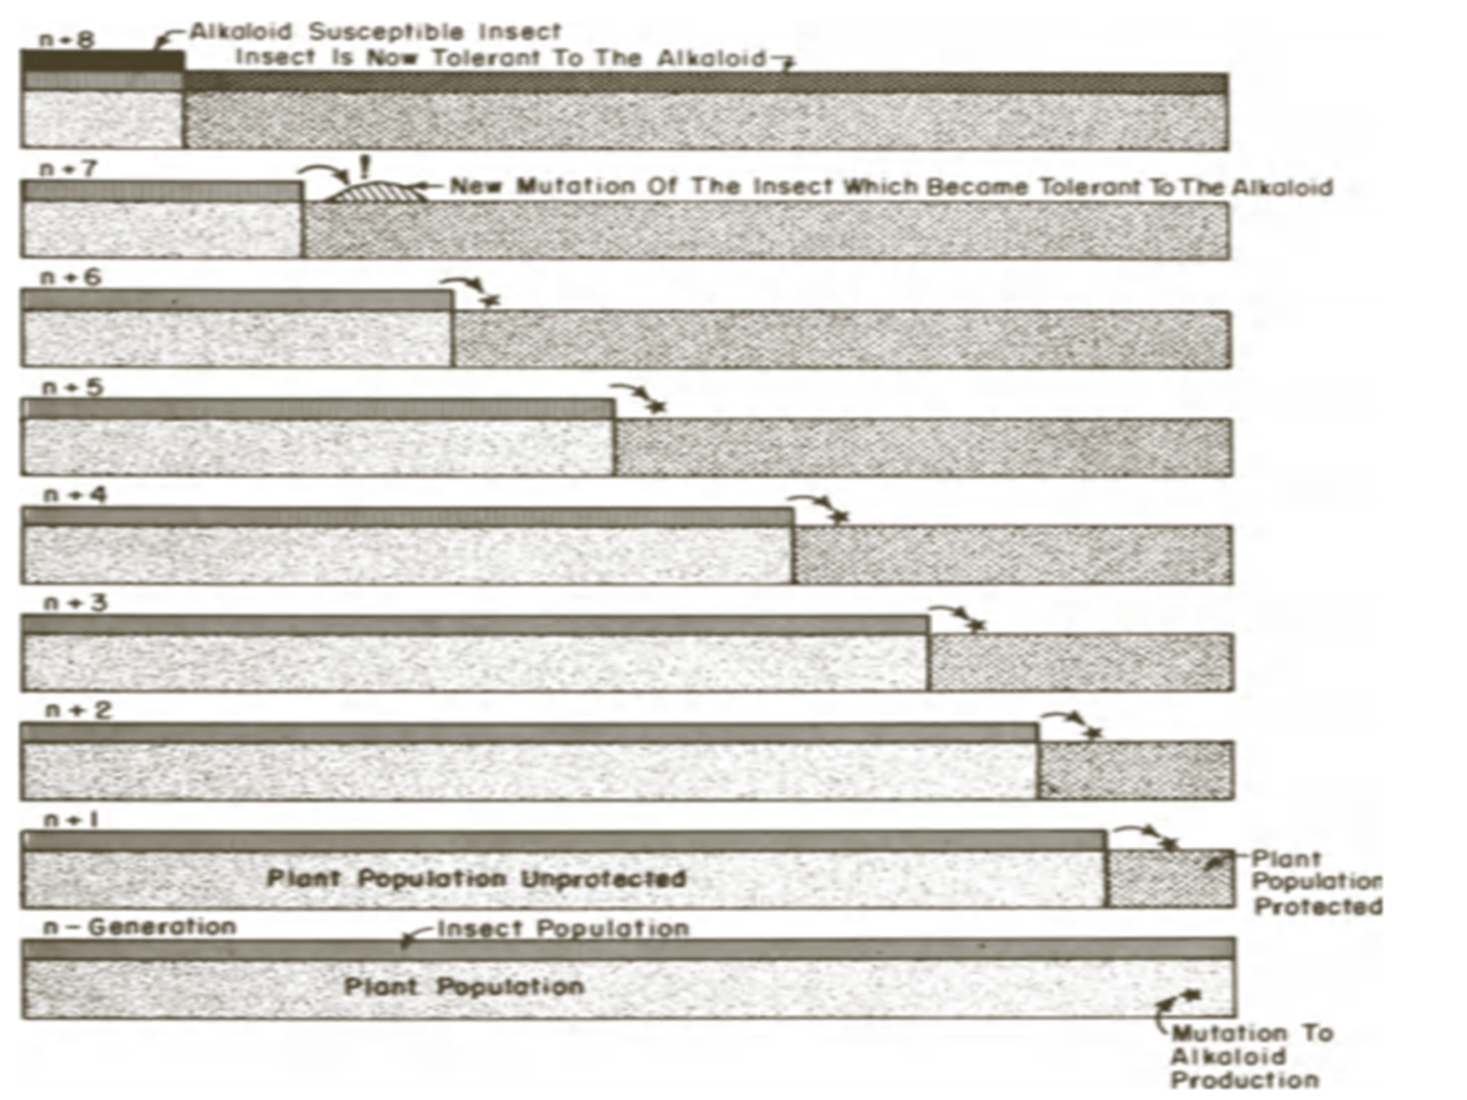 n+8
Alkaloid Susceptible Insect
Insect Is Now Tolerant To The Alkaloid
n+7
!
New Mutation Of The Insect Which Became Tolerant To The Alkaloid
n+6
n+5
n+4
n+3
n+2
n+1
Plant Population Unprotected
Plant
Population
Protected
n-Generation
Insect Population
Plant Population
Mutation To
Alkaloid
Production